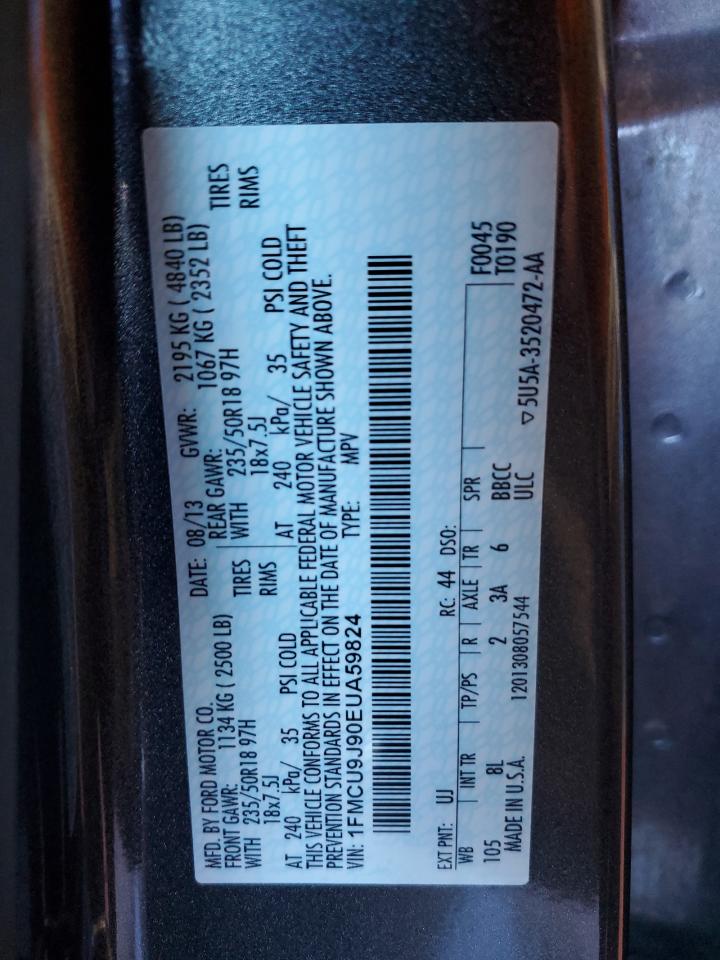 MFD. BY FORD MOTOR CO. DATE: 08/13 GVWR: 2195 KG ( 4840 LB)
FRONT GAWR: 1134 KG ( 2500 LB) REAR GAWR: 1067 KG ( 2352 LB)
WITH 235/50R18 97H TIRES WITH 235/50R18 97H TIRES
18x7.5J RIMS 18x7.5J RIMS
AT 240 kPa/ 35 PSI COLD AT 240 kPa/ 35 PSI COLD
THIS VEHICLE CONFORMS TO ALL APPLICABLE FEDERAL MOTOR VEHICLE SAFETY AND THEFT
PREVENTION STANDARDS IN EFFECT ON THE DATE OF MANUFACTURE SHOWN ABOVE.
VIN: 1FMCU9J90EUA59824 TYPE: MPV
EXT PNT: UJ RC: 44 DSO: F0045
WB INT TR TP/PS R AXLE TR SPR T0190
105 8L 2 3A 6 BBCC
MADE IN U.S.A. 1201308057544 ULC
▽5U5A-3520472-AA